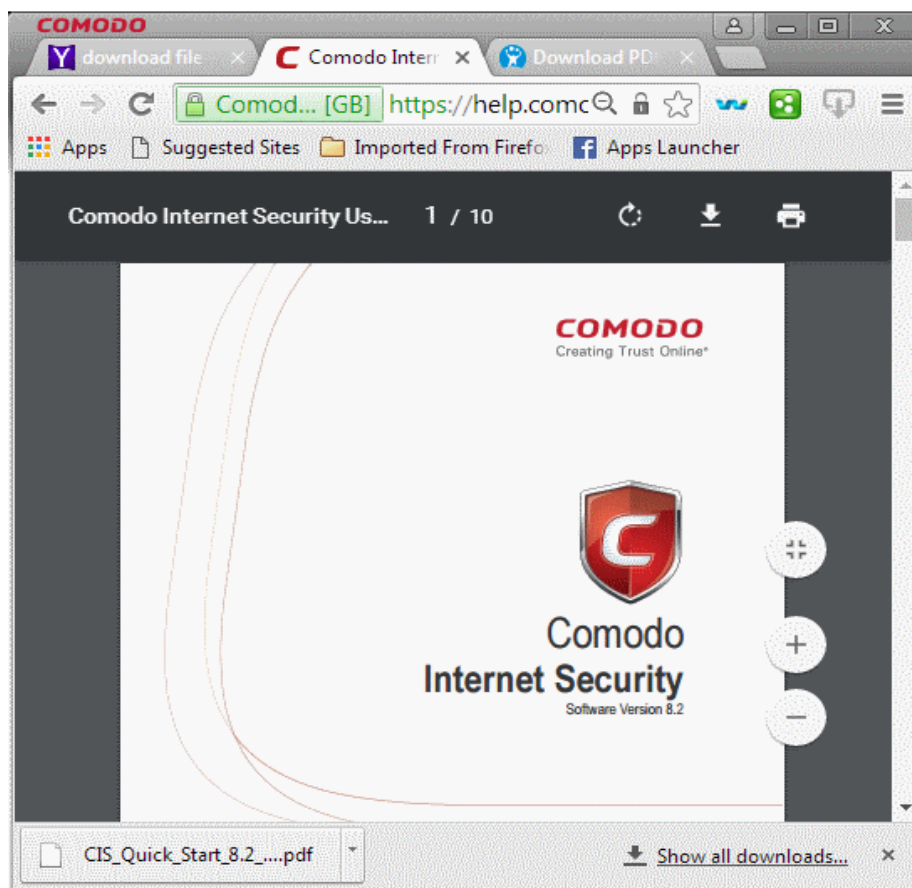 COMODO
download file Comodo Intern Download PD
Comod... [GB] https://help.comc
Apps Suggested Sites Imported From Firefo Apps Launcher
Comodo Internet Security Us... 1 / 10
COMODO
Creating Trust Online®
C
Comodo
Internet Security
Software Version 8.2
CIS_Quick_Start_8.2_....pdf Show all downloads...